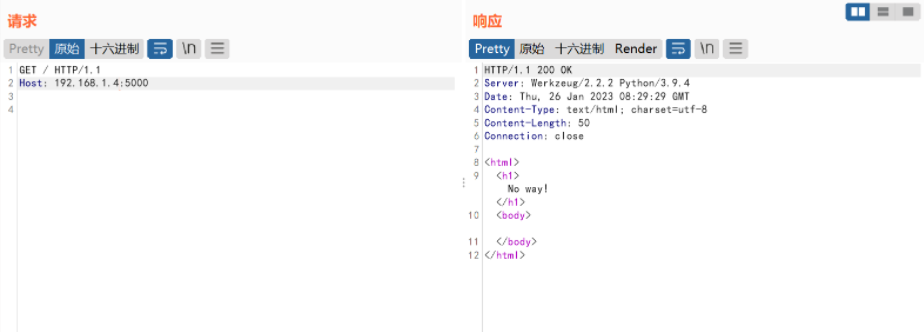 请求
Pretty 原始 十六进制 \n
1 GET / HTTP/1.1
2 Host: 192.168.1.4:5000
3
4
响应
Pretty 原始 十六进制 Render \n
1 HTTP/1.1 200 OK
2 Server: Werkzeug/2.2.2 Python/3.9.4
3 Date: Thu, 26 Jan 2023 08:29:29 GMT
4 Content-Type: text/html; charset=utf-8
5 Content-Length: 50
6 Connection: close
7
8 <html>
9 <h1>
No way!
</h1>
10 <body>
11 </body>
12 </html>